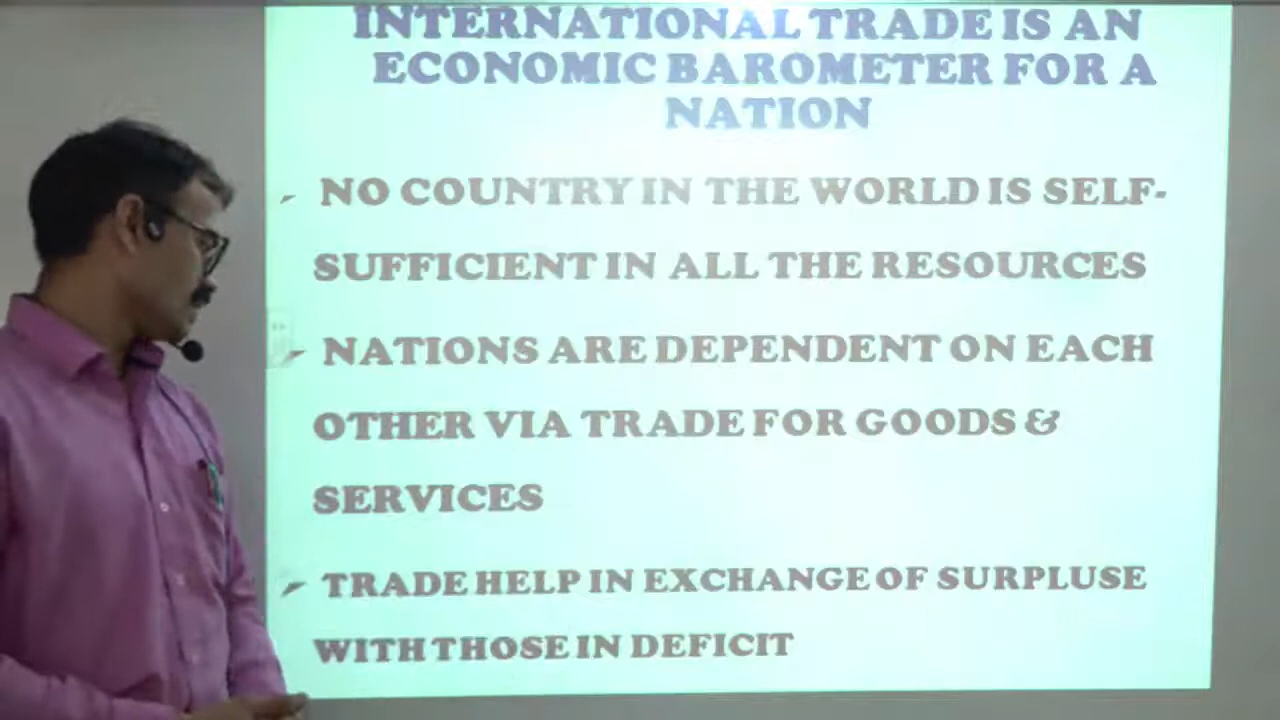 INTERNATIONAL TRADE IS AN
ECONOMIC BAROMETER FOR A
NATION
NO COUNTRY IN THE WORLD IS SELF-
SUFFICIENT IN ALL THE RESOURCES
NATIONS ARE DEPENDENT ON EACH
OTHER VIA TRADE FOR GOODS &
SERVICES
TRADE HELP IN EXCHANGE OF SURPLUSE
WITH THOSE IN DEFICIT